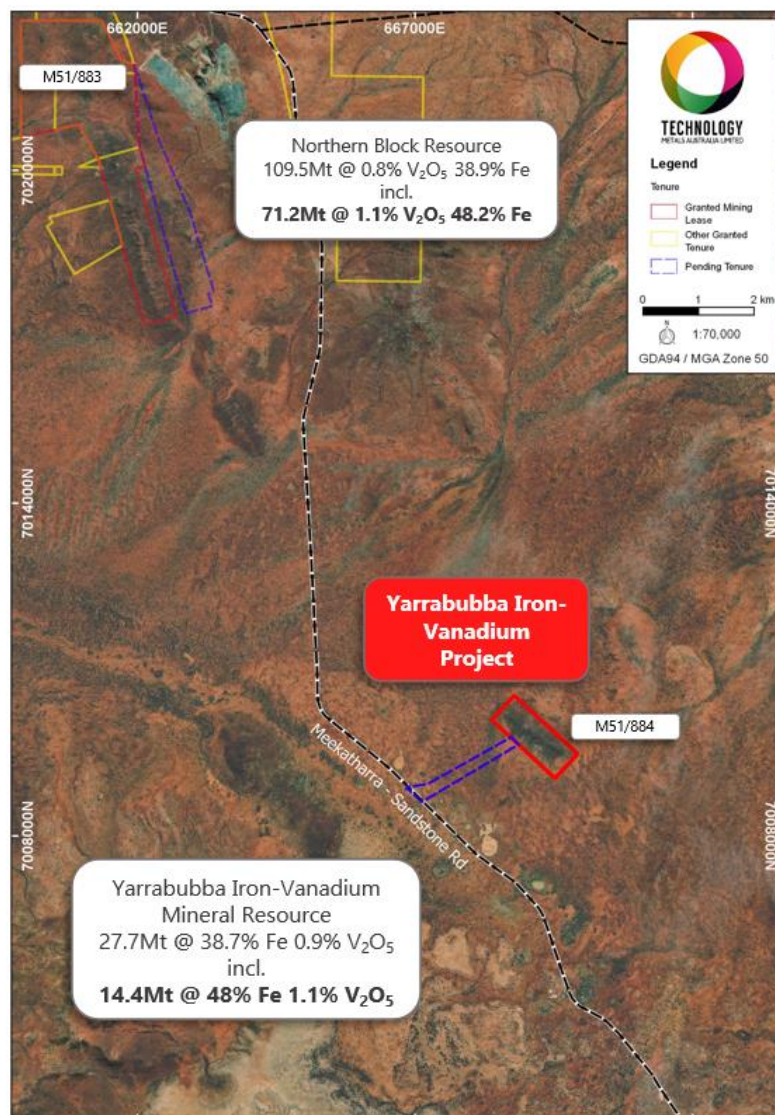 662000E
667000E
M51/883
TECHNOLOGY
METALS AUSTRALIA LIMITED
Legend
Tenure
Granted Mining
Lease
Other Granted
Tenure
Pending Tenure
0 1 2 km
N
1:70,000
GDA94 / MGA Zone 50
7020000N
Northern Block Resource
109.5Mt @ 0.8% V₂O₅ 38.9% Fe
incl.
71.2Mt @ 1.1% V₂O₅ 48.2% Fe
7014000N
7014000N
Yarrabubba Iron-
Vanadium
Project
M51/884
Meekatharra - Sandstone Rd
7008000N
7008000N
Yarrabubba Iron-Vanadium
Mineral Resource
27.7Mt @ 38.7% Fe 0.9% V₂O₅
incl.
14.4Mt @ 48% Fe 1.1% V₂O₅